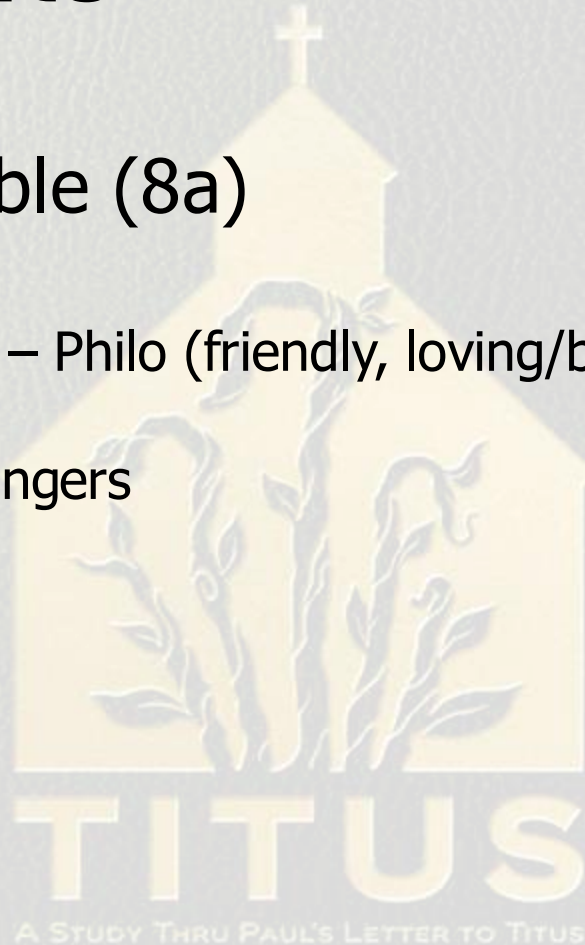 ble (8a)
– Philo (friendly, loving/b
ngers
TITUS
A STUDY THRU PAUL'S LETTER TO TITUS